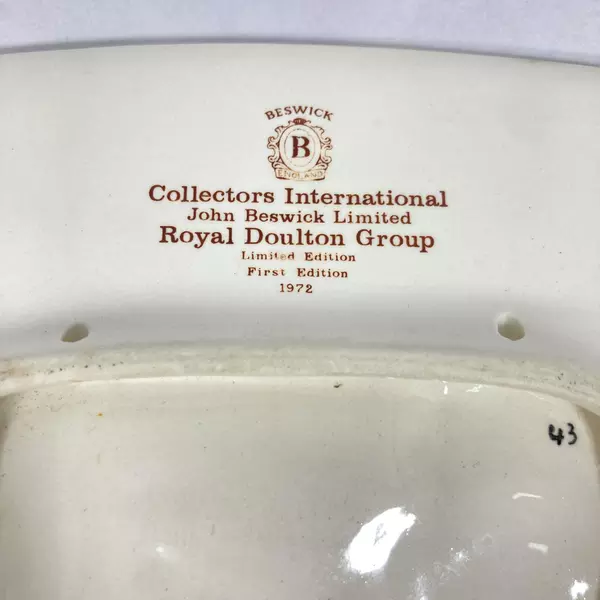 BESWICK
B
ENGLAND
Collectors International
John Beswick Limited
Royal Doulton Group
Limited Edition
First Edition
1972
43